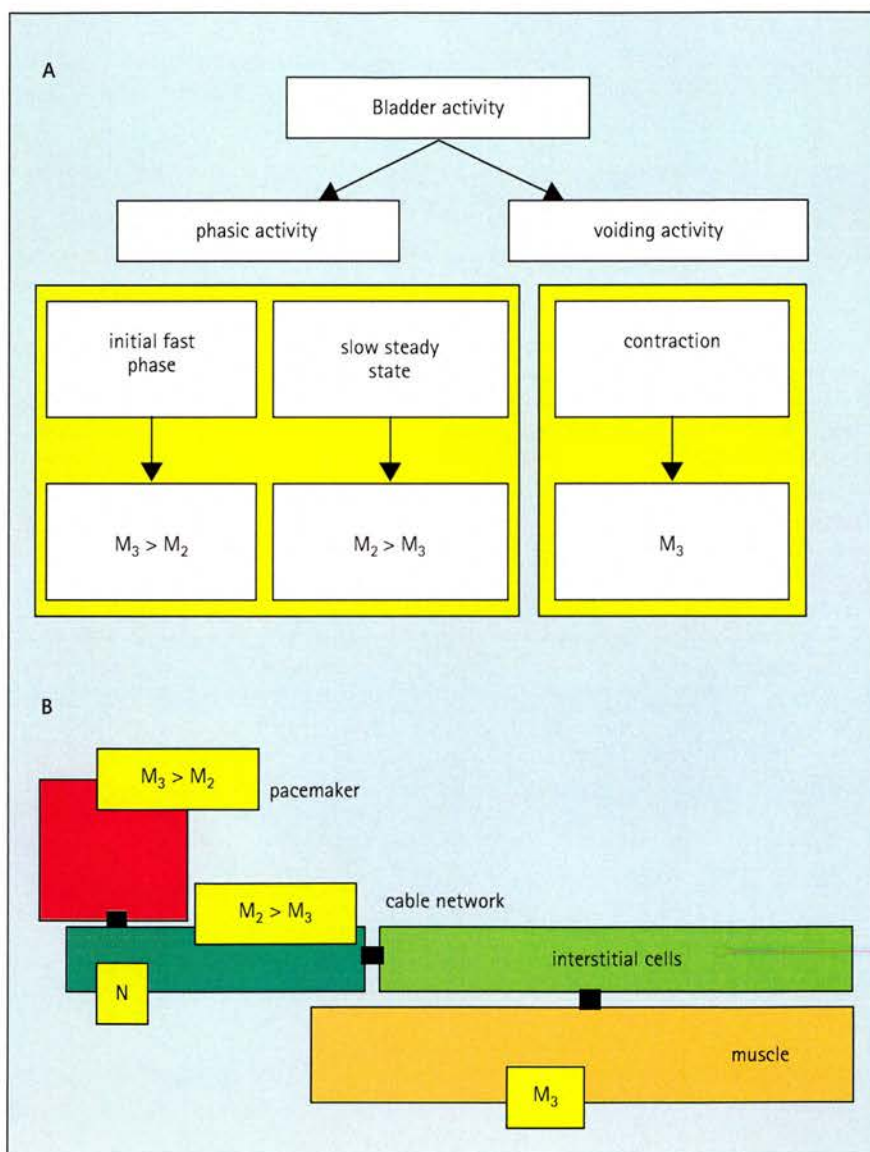 A
Bladder activity
phasic activity
voiding activity
initial fast
phase
slow steady
state
contraction
M₃ > M₂
M₂ > M₃
M₃
B
M₃ > M₂
pacemaker
M₂ > M₃
cable network
N
interstitial cells
muscle
M₃